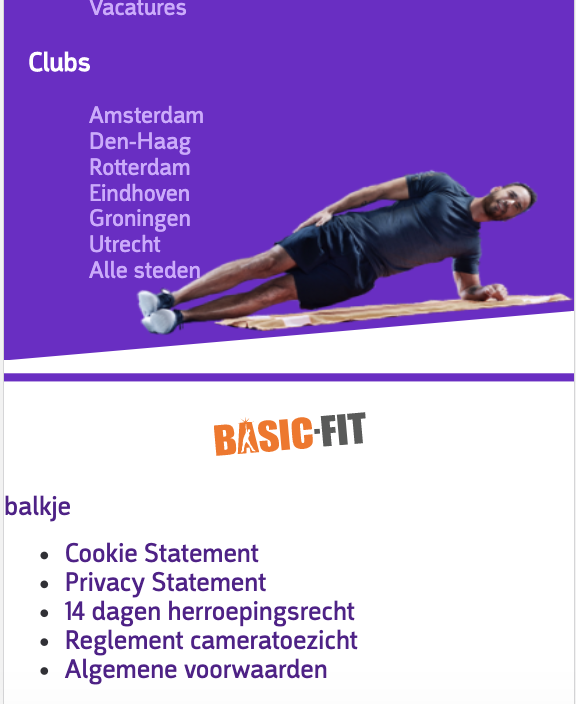 Vacatures
Clubs
Amsterdam
Den-Haag
Rotterdam
Eindhoven
Groningen
Utrecht
Alle steden
BASIC-FIT
balkje
Cookie Statement
Privacy Statement
14 dagen herroepingsrecht
Reglement cameratoezicht
Algemene voorwaarden